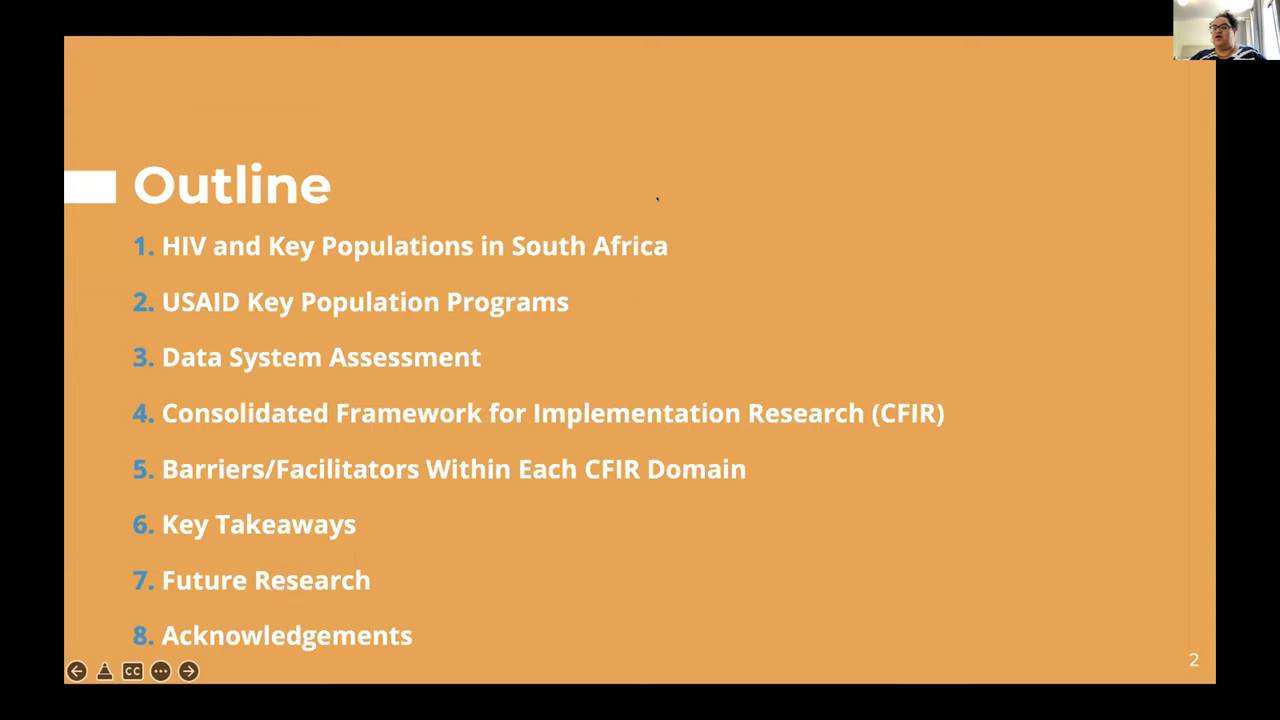 Outline
1. HIV and Key Populations in South Africa
2. USAID Key Population Programs
3. Data System Assessment
4. Consolidated Framework for Implementation Research (CFIR)
5. Barriers/Facilitators Within Each CFIR Domain
6. Key Takeaways
7. Future Research
8. Acknowledgements
CC
2